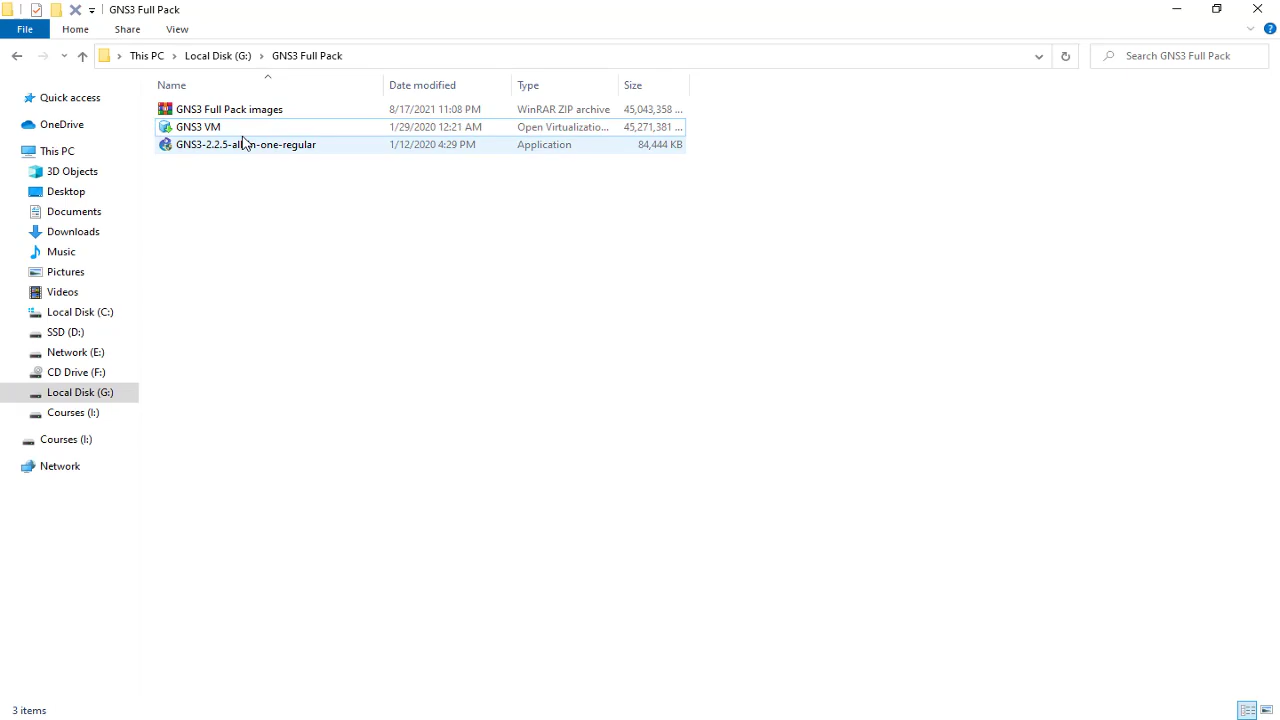 GNS3 Full Pack
File Home Share View
This PC Local Disk (G:) GNS3 Full Pack Search GNS3 Full Pack
Name Date modified Type Size
GNS3 Full Pack images 8/17/2021 11:08 PM WinRAR ZIP archive 45,043,358 ...
GNS3 VM 1/29/2020 12:21 AM Open Virtualizatio... 45,271,381 ...
GNS3-2.2.5-all-in-one-regular 1/12/2020 4:29 PM Application 84,444 KB
Quick access
OneDrive
This PC
3D Objects
Desktop
Documents
Downloads
Music
Pictures
Videos
Local Disk (C:)
SSD (D:)
Network (E:)
CD Drive (F:)
Local Disk (G:)
Courses (I:)
Courses (I:)
Network
3 items